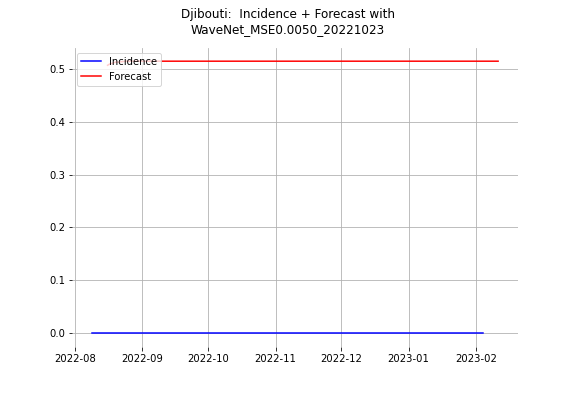 Djibouti:  Incidence + Forecast with
WaveNet_MSE0.0050_20221023
Incidence
Forecast
0.5
0.4
0.3
0.2
0.1
0.0
2022-08 2022-09 2022-10 2022-11 2022-12 2023-01 2023-02